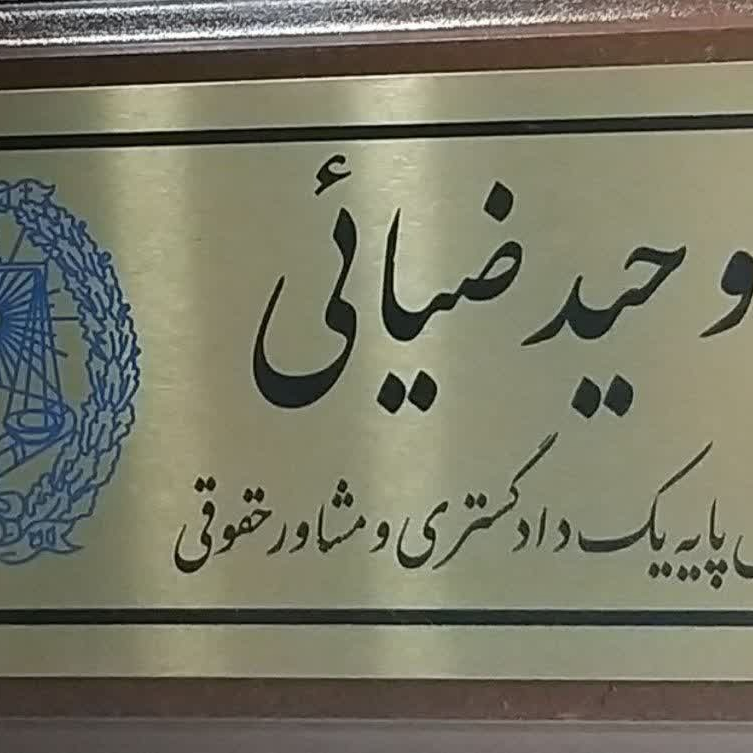 وحید ضیائی
پایه یک دادگستری و مشاور حقوقی